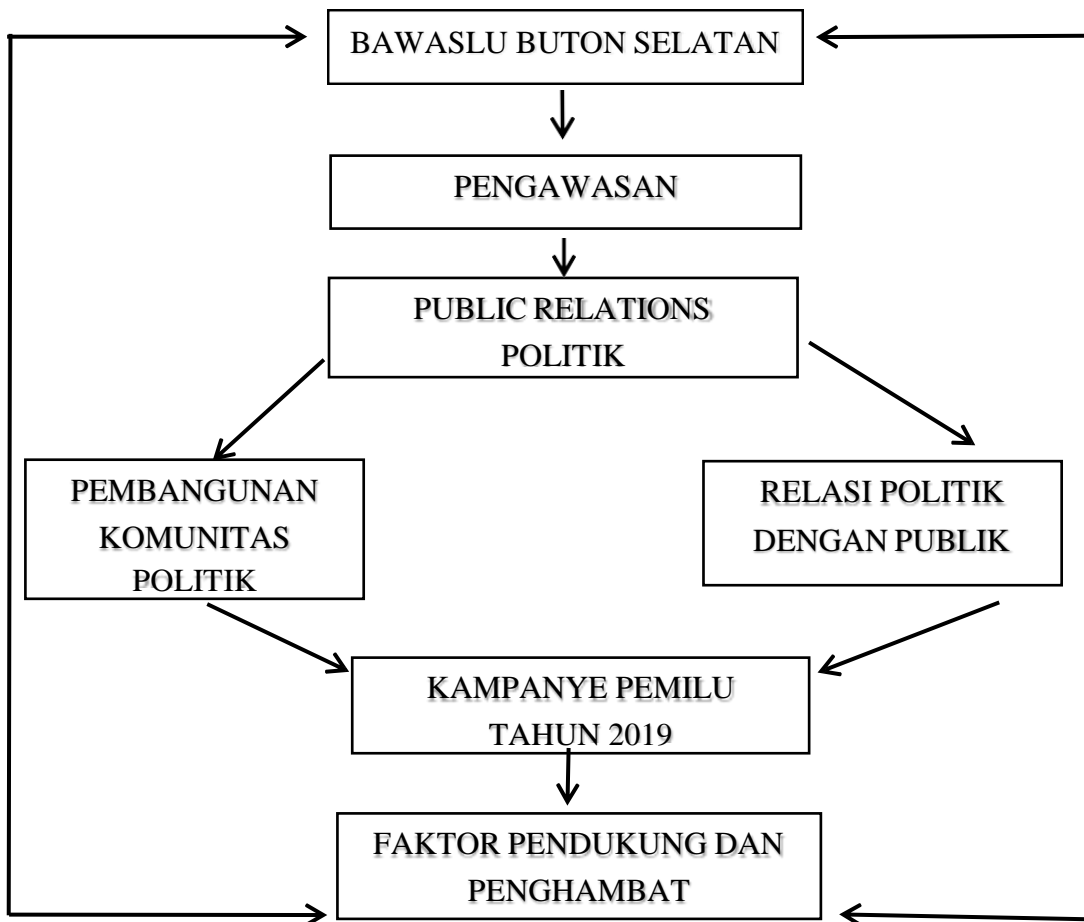 BAWASLU BUTON SELATAN
PENGAWASAN
PUBLIC RELATIONS
POLITIK
PEMBANGUNAN
KOMUNITAS
POLITIK
RELASI POLITIK
DENGAN PUBLIK
KAMPANYE PEMILU
TAHUN 2019
FAKTOR PENDUKUNG DAN
PENGHAMBAT